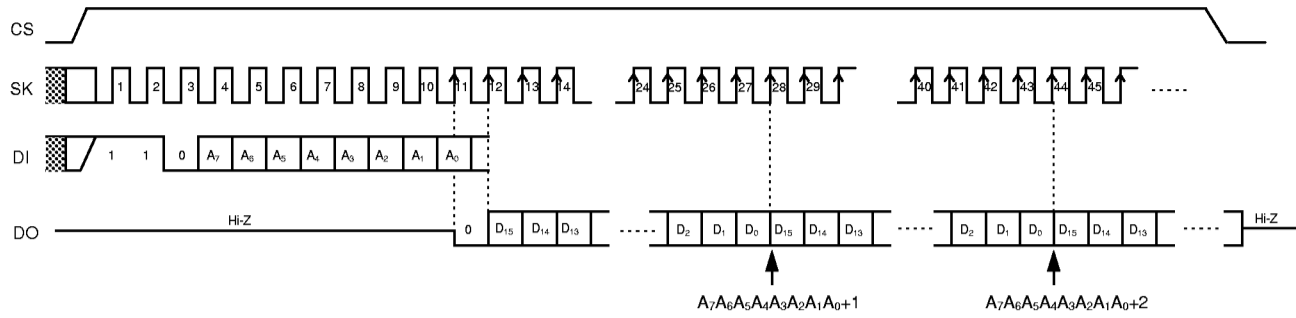 CS
SK 1 2 3 4 5 6 7 8 9 10 11 12 13 14 24 25 26 27 28 29 40 41 42 43 44 45
DI 1 1 0 A₇ A₆ A₅ A₄ A₃ A₂ A₁ A₀
DO Hi-Z 0 D₁₅ D₁₄ D₁₃ D₂ D₁ D₀ D₁₅ D₁₄ D₁₃ D₂ D₁ D₀ D₁₅ D₁₄ D₁₃ Hi-Z
A₇A₆A₅A₄A₃A₂A₁A₀+1 A₇A₆A₅A₄A₃A₂A₁A₀+2